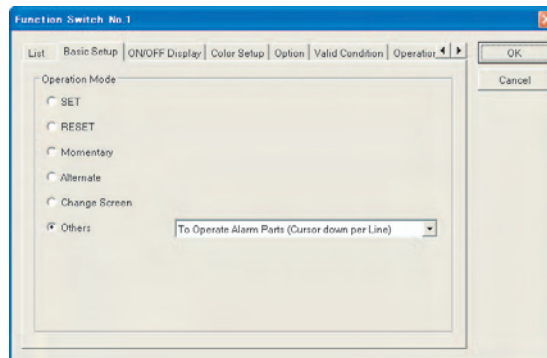 Function Switch No.1
List Basic Setup ON/OFF Display Color Setup Option Valid Condition Operation
OK
Cancel
Operation Mode
SET
RESET
Momentary
Alternate
Change Screen
Others To Operate Alarm Parts (Cursor down per Line)